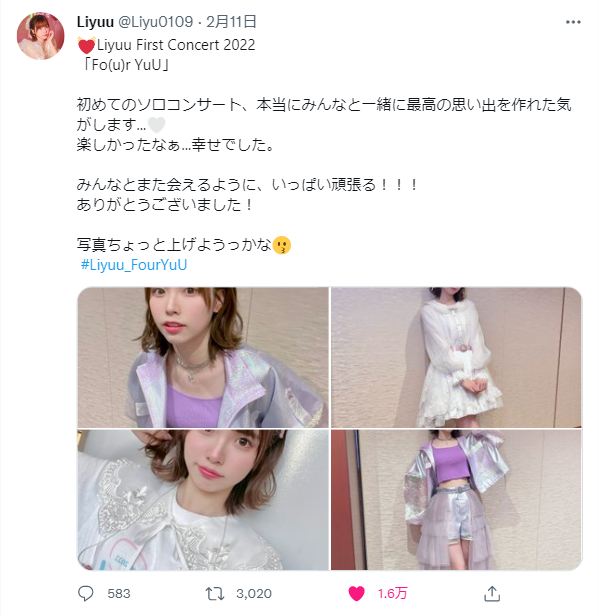 Liyuu @Liyu0109 · 2月11日
Liyuu First Concert 2022
「Fo(u)r YuU」
初めてのソロコンサート、本当にみんなと一緒に最高の思い出を作れた気
がします...🤍
楽しかったなぁ...幸せでした。
みんなとまた会えるように、いっぱい頑張る！！！
ありがとうございました！
写真ちょっと上げようっかな😗
#Liyuu_FourYuU
583 3,020 1.6万